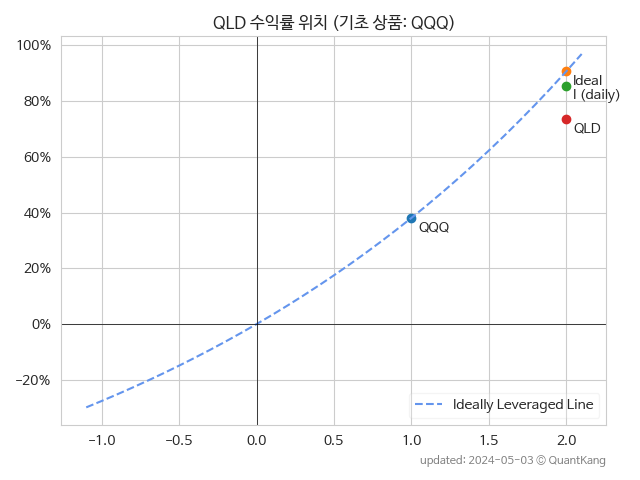 QLD 수익률 위치 (기초 상품: QQQ)
100%
80%
60%
40%
20%
0%
−20%
Ideal
I (daily)
QLD
QQQ
Ideally Leveraged Line
−1.0
−0.5
0.0
0.5
1.0
1.5
2.0
updated: 2024-05-03 © QuantKang